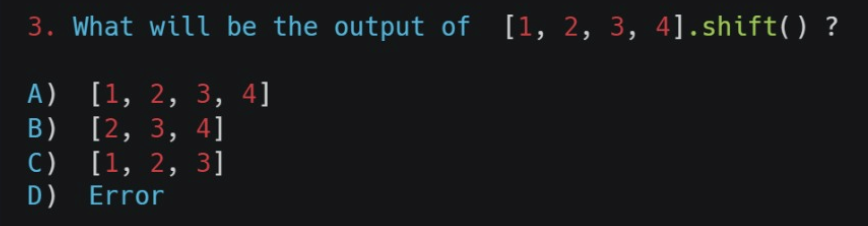 3. What will be the output of [1, 2, 3, 4].shift() ?
A) [1, 2, 3, 4]
B) [2, 3, 4]
C) [1, 2, 3]
D) Error